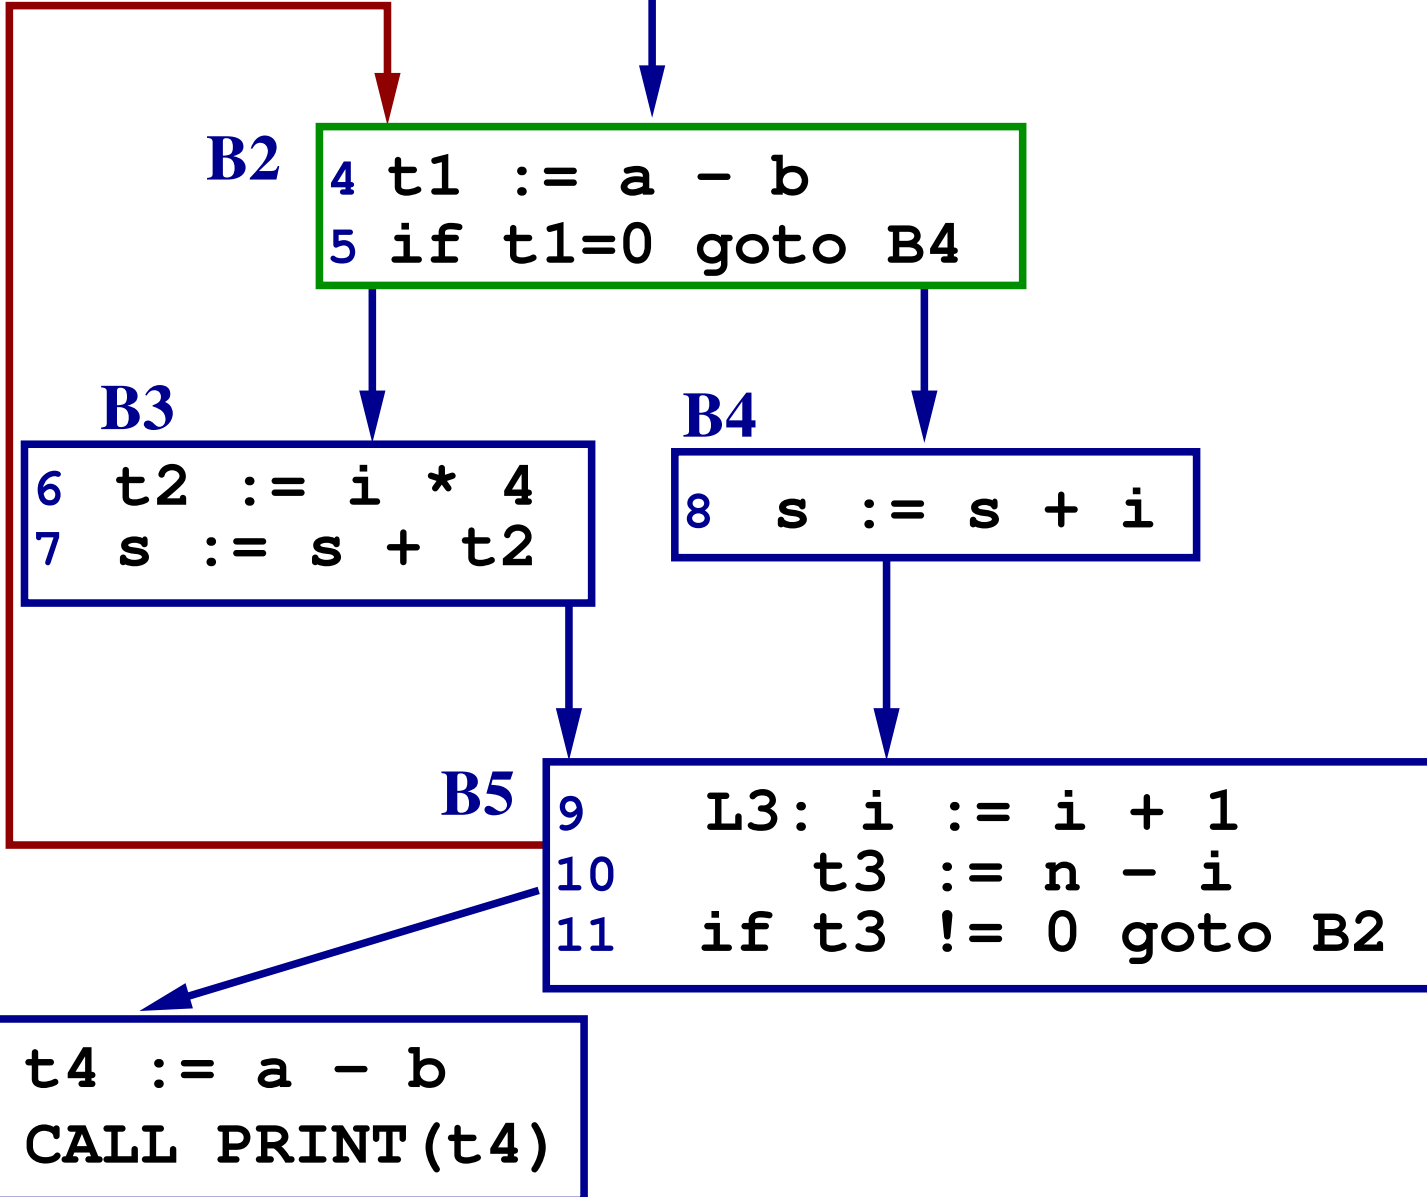 B2
4 t1 := a - b
5 if t1=0 goto B4
B3
6 t2 := i * 4
7 s := s + t2
B4
8 s := s + i
B5
9 L3: i := i + 1
10 t3 := n - i
11 if t3 != 0 goto B2
t4 := a - b
CALL PRINT(t4)